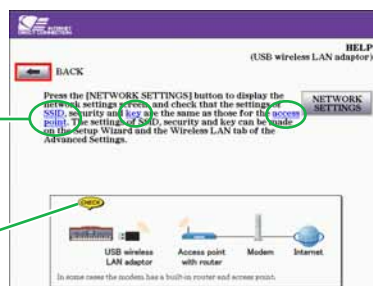 INTERNET
DIRECT CONNECTION
HELP
(USB wireless LAN adaptor)
BACK
Press the [NETWORK SETTINGS] button to display the
network settings screen and check that the settings of
SSID, security and key are the same as those for the access
point. The settings of SSID, security and key can be made
on the Setup Wizard and the Wireless LAN tab of the
Advanced Settings.
NETWORK
SETTINGS
CHECK
USB wireless
LAN adaptor
Access point
with router
Modem
Internet
In some cases the modem has a built-in router and access point.